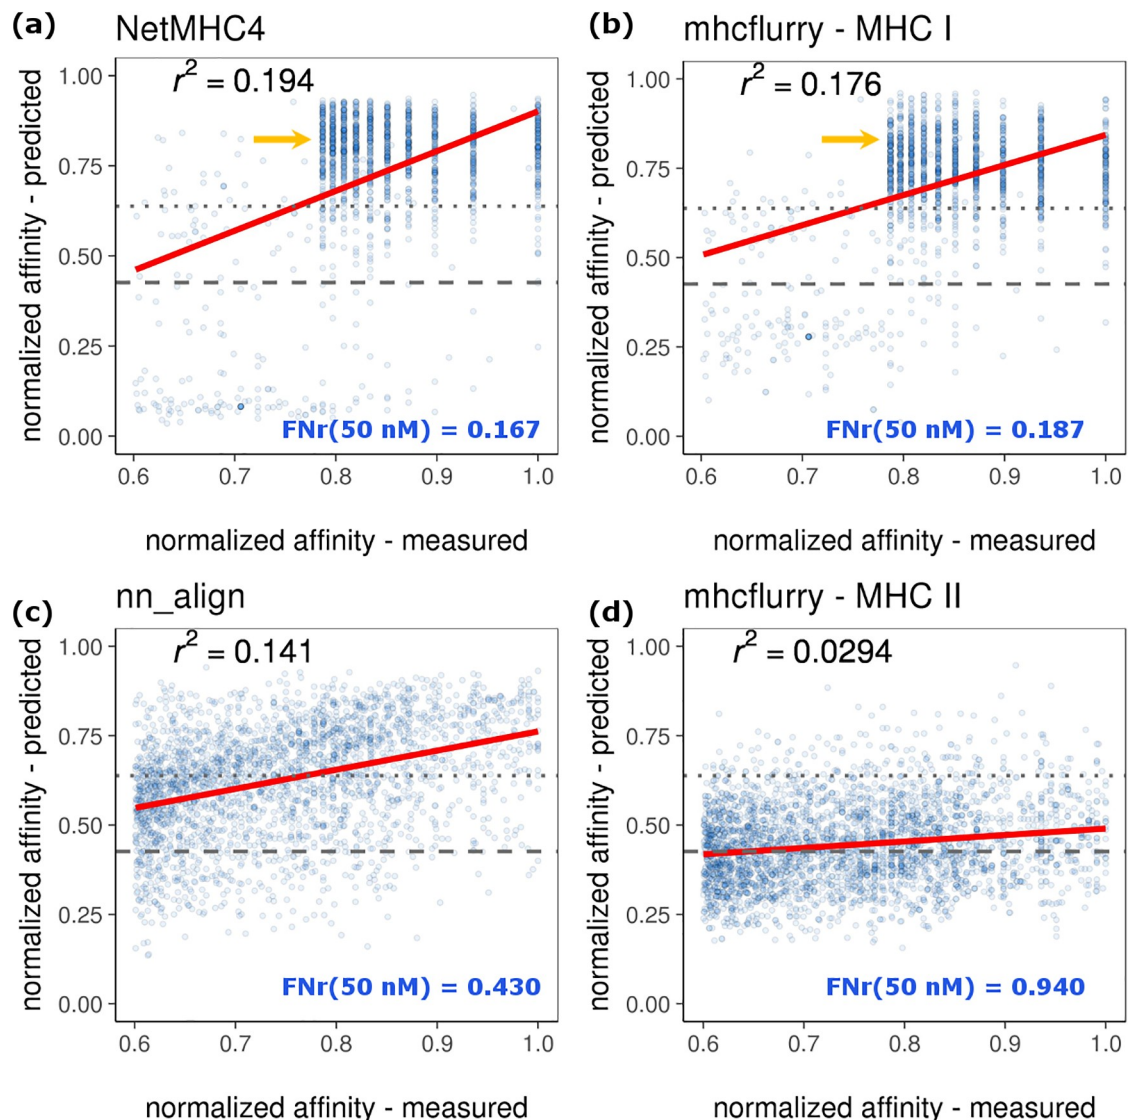 (a) NetMHC4
r² = 0.194
normalized affinity - predicted
1.00
0.75
0.50
0.25
0.00
FNr(50 nM) = 0.167
0.6 0.7 0.8 0.9 1.0
normalized affinity - measured
(b) mhcflurry - MHC I
r² = 0.176
normalized affinity - predicted
1.00
0.75
0.50
0.25
0.00
FNr(50 nM) = 0.187
0.6 0.7 0.8 0.9 1.0
normalized affinity - measured
(c) nn_align
r² = 0.141
normalized affinity - predicted
1.00
0.75
0.50
0.25
0.00
FNr(50 nM) = 0.430
0.6 0.7 0.8 0.9 1.0
normalized affinity - measured
(d) mhcflurry - MHC II
r² = 0.0294
normalized affinity - predicted
1.00
0.75
0.50
0.25
0.00
FNr(50 nM) = 0.940
0.6 0.7 0.8 0.9 1.0
normalized affinity - measured